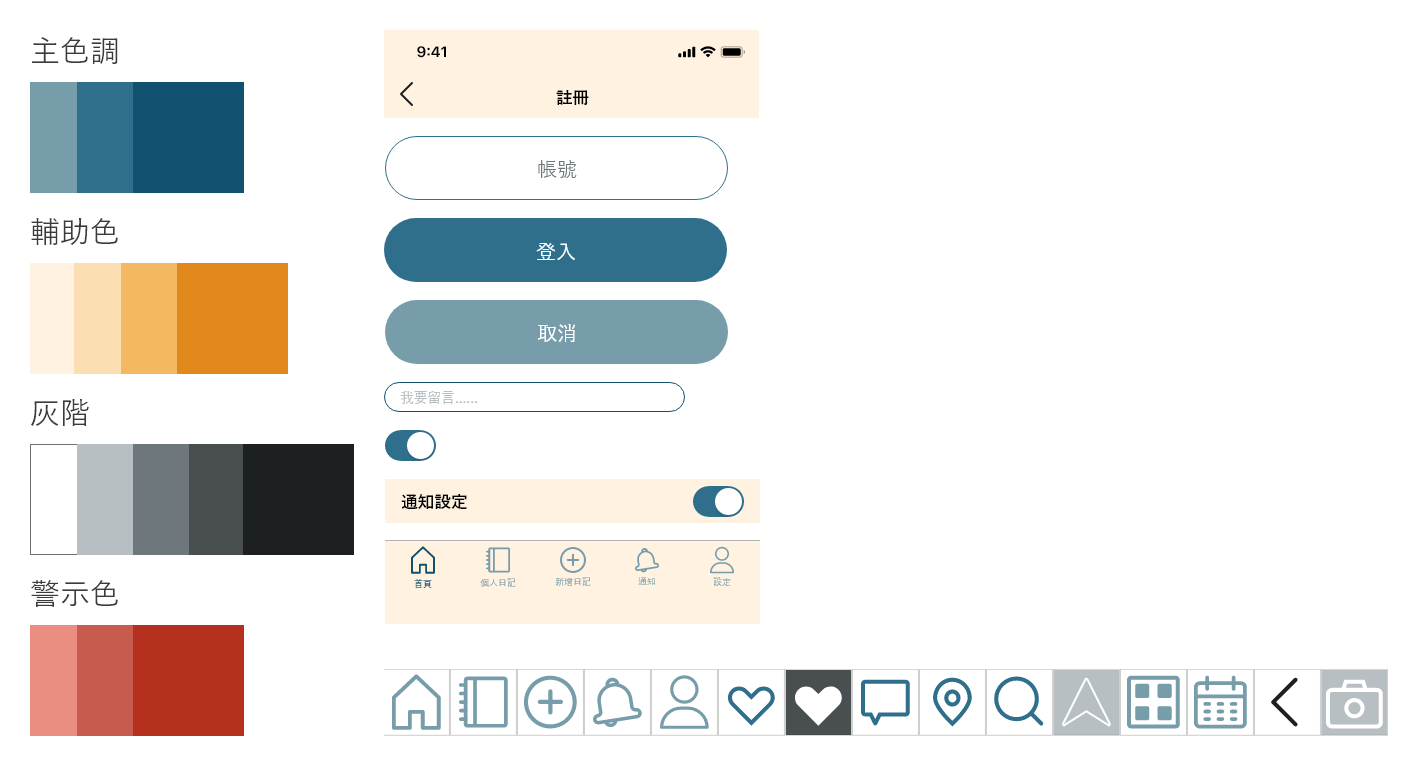 主色調
輔助色
灰階
警示色
9:41
註冊
帳號
登入
取消
我要留言......
通知設定
首頁
個人日記
新增日記
通知
設定